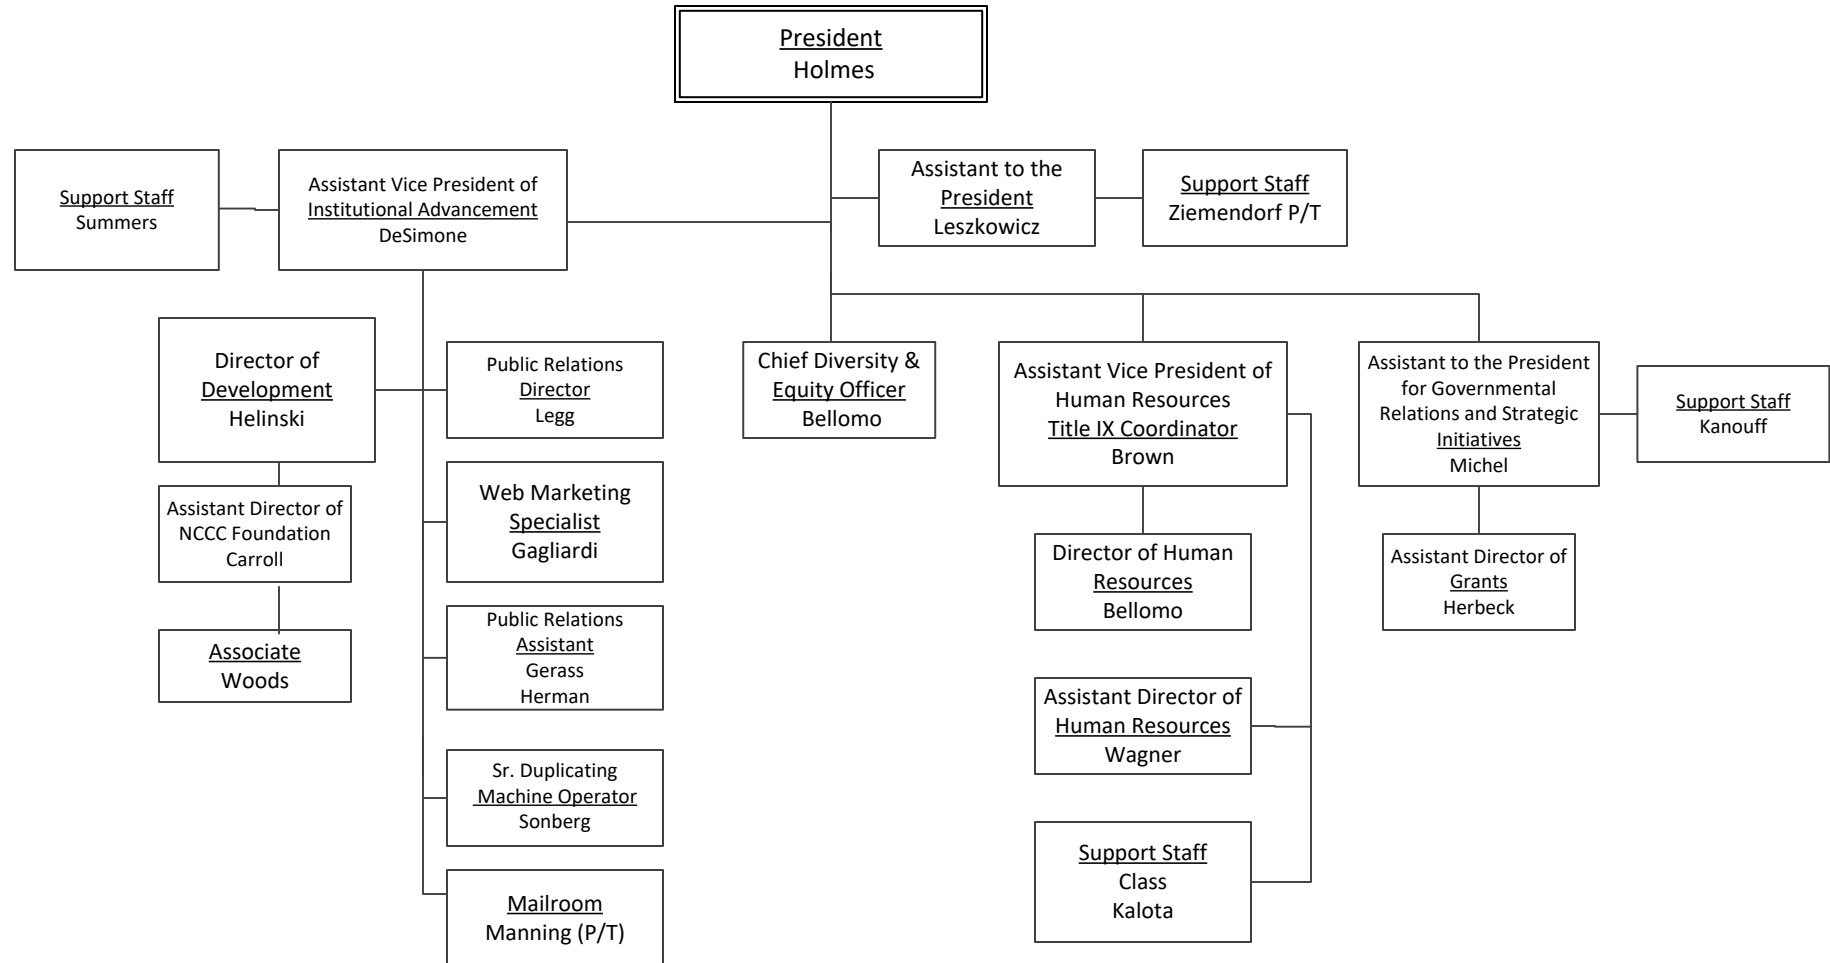 President
Holmes
Support Staff
Summers
Assistant Vice President of
Institutional Advancement
DeSimone
Assistant to the
President
Leszkowicz
Support Staff
Ziemendorf P/T
Director of
Development
Helinski
Public Relations
Director
Legg
Chief Diversity &
Equity Officer
Bellomo
Assistant Vice President of
Human Resources
Title IX Coordinator
Brown
Assistant to the President
for Governmental
Relations and Strategic
Initiatives
Michel
Support Staff
Kanouff
Assistant Director of
NCCC Foundation
Carroll
Web Marketing
Specialist
Gagliardi
Director of Human
Resources
Bellomo
Assistant Director of
Grants
Herbeck
Associate
Woods
Public Relations
Assistant
Gerass
Herman
Assistant Director of
Human Resources
Wagner
Sr. Duplicating
Machine Operator
Sonberg
Support Staff
Class
Kalota
Mailroom
Manning (P/T)